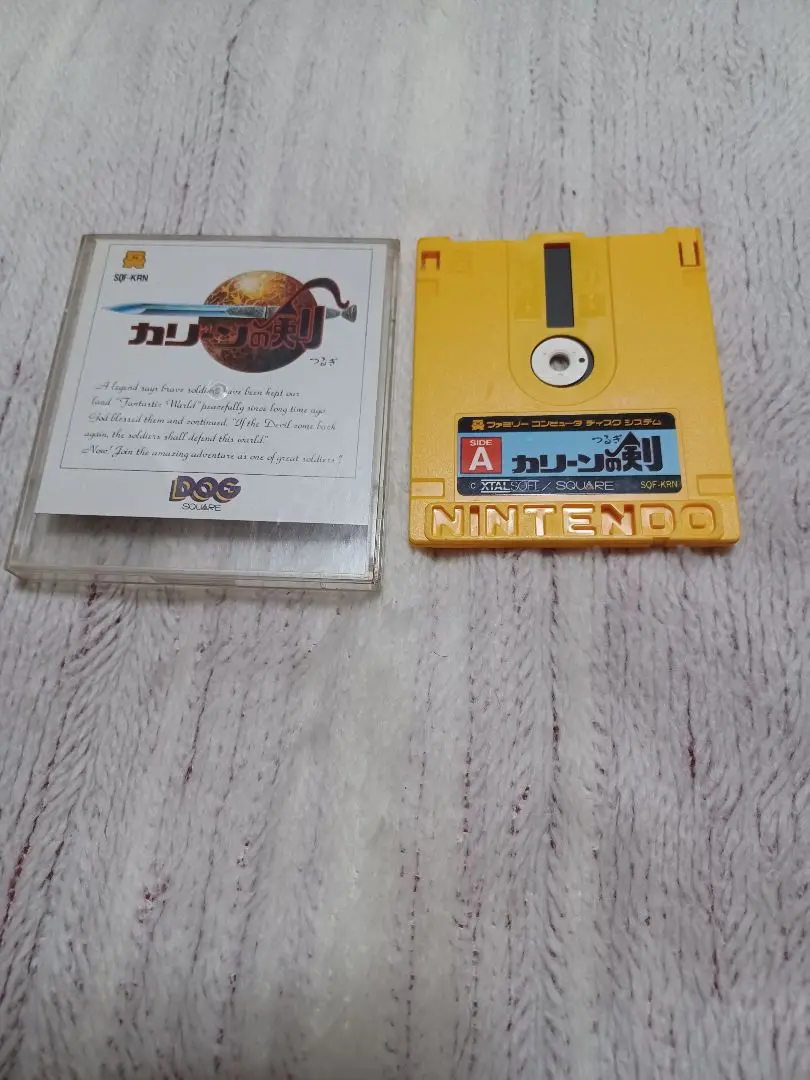 SQF-KRN
カリーンの剣
つるぎ
A legend says brave soldiers have been kept our
land "Fantastic World" peacefully since long time ago.
God blessed them and continued "If the Devil come back
again, the soldiers shall defend this world."
Now! Join the amazing adventure as one of great soldiers!
DOG
SQUARE
ファミリー コンピュータ ディスク システム
SIDE
A
つるぎ
カリーンの剣
© XTALSOFT / SQUARE SQF-KRN
NINTENDO